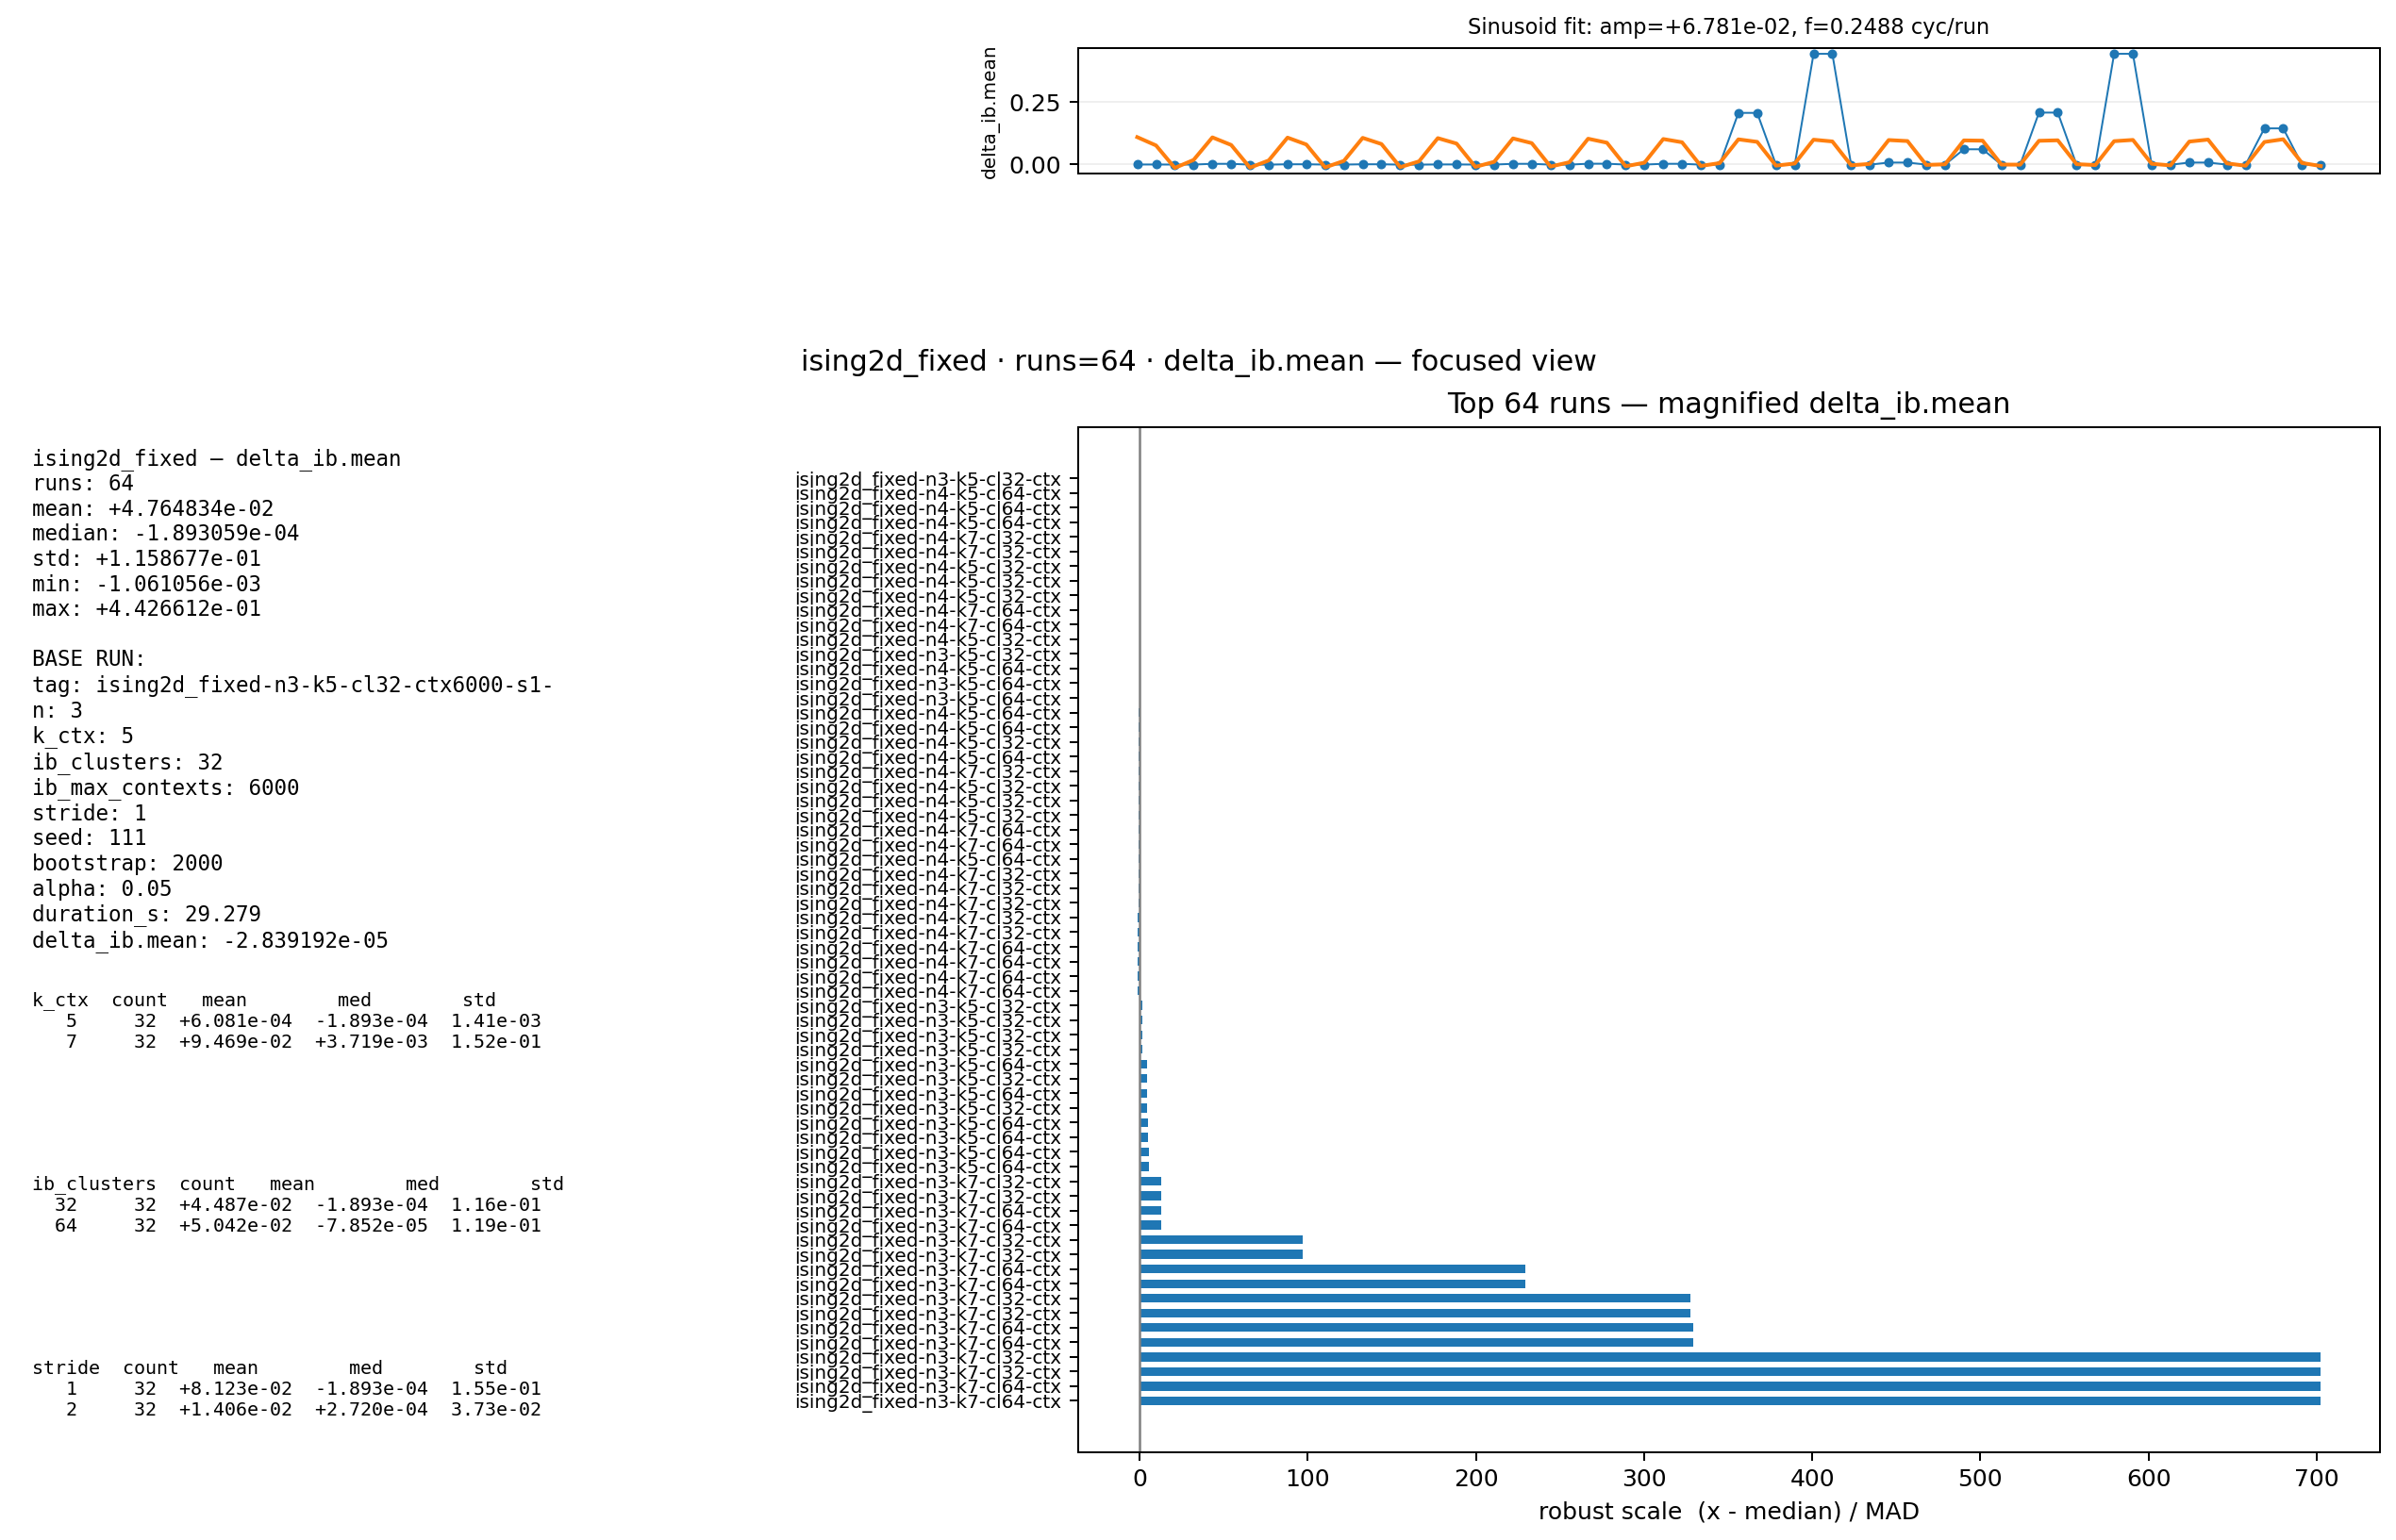 Sinusoid fit: amp=+6.781e-02, f=0.2488 cyc/run
delta_ib.mean
0.25
0.00
ising2d_fixed · runs=64 · delta_ib.mean — focused view
Top 64 runs — magnified delta_ib.mean
ising2d_fixed — delta_ib.mean
runs: 64
mean: +4.764834e-02
median: -1.893059e-04
std: +1.158677e-01
min: -1.061056e-03
max: +4.426612e-01
BASE RUN:
tag: ising2d_fixed-n3-k5-cl32-ctx6000-s1-
n: 3
k_ctx: 5
ib_clusters: 32
ib_max_contexts: 6000
stride: 1
seed: 111
bootstrap: 2000
alpha: 0.05
duration_s: 29.279
delta_ib.mean: -2.839192e-05
k_ctx count mean med std
5 32 +6.081e-04 -1.893e-04 1.41e-03
7 32 +9.469e-02 +3.719e-03 1.52e-01
ib_clusters count mean med std
32 32 +4.487e-02 -1.893e-04 1.16e-01
64 32 +5.042e-02 -7.852e-05 1.19e-01
stride count mean med std
1 32 +8.123e-02 -1.893e-04 1.55e-01
2 32 +1.406e-02 +2.720e-04 3.73e-02
ising2d_fixed-n3-k5-cl32-ctx
ising2d_fixed-n4-k5-cl64-ctx
ising2d_fixed-n4-k5-cl64-ctx
ising2d_fixed-n4-k5-cl64-ctx
ising2d_fixed-n4-k7-cl32-ctx
ising2d_fixed-n4-k7-cl32-ctx
ising2d_fixed-n4-k5-cl32-ctx
ising2d_fixed-n4-k5-cl32-ctx
ising2d_fixed-n4-k5-cl64-ctx
ising2d_fixed-n4-k7-cl64-ctx
ising2d_fixed-n4-k7-cl64-ctx
ising2d_fixed-n4-k5-cl32-ctx
ising2d_fixed-n3-k5-cl32-ctx
ising2d_fixed-n4-k5-cl64-ctx
ising2d_fixed-n3-k5-cl64-ctx
ising2d_fixed-n3-k5-cl64-ctx
ising2d_fixed-n4-k5-cl64-ctx
ising2d_fixed-n4-k5-cl64-ctx
ising2d_fixed-n4-k5-cl32-ctx
ising2d_fixed-n4-k5-cl64-ctx
ising2d_fixed-n4-k7-cl32-ctx
ising2d_fixed-n4-k5-cl32-ctx
ising2d_fixed-n4-k5-cl32-ctx
ising2d_fixed-n4-k5-cl32-ctx
ising2d_fixed-n4-k7-cl64-ctx
ising2d_fixed-n4-k7-cl64-ctx
ising2d_fixed-n4-k5-cl64-ctx
ising2d_fixed-n4-k7-cl32-ctx
ising2d_fixed-n4-k7-cl32-ctx
ising2d_fixed-n4-k7-cl32-ctx
ising2d_fixed-n4-k7-cl32-ctx
ising2d_fixed-n4-k7-cl32-ctx
ising2d_fixed-n4-k7-cl64-ctx
ising2d_fixed-n4-k7-cl64-ctx
ising2d_fixed-n4-k7-cl64-ctx
ising2d_fixed-n4-k7-cl64-ctx
ising2d_fixed-n3-k5-cl32-ctx
ising2d_fixed-n3-k5-cl32-ctx
ising2d_fixed-n3-k5-cl32-ctx
ising2d_fixed-n3-k5-cl32-ctx
ising2d_fixed-n3-k5-cl64-ctx
ising2d_fixed-n3-k5-cl32-ctx
ising2d_fixed-n3-k5-cl64-ctx
ising2d_fixed-n3-k5-cl32-ctx
ising2d_fixed-n3-k5-cl64-ctx
ising2d_fixed-n3-k5-cl64-ctx
ising2d_fixed-n3-k5-cl64-ctx
ising2d_fixed-n3-k5-cl64-ctx
ising2d_fixed-n3-k7-cl32-ctx
ising2d_fixed-n3-k7-cl32-ctx
ising2d_fixed-n3-k7-cl64-ctx
ising2d_fixed-n3-k7-cl64-ctx
ising2d_fixed-n3-k7-cl32-ctx
ising2d_fixed-n3-k7-cl32-ctx
ising2d_fixed-n3-k7-cl64-ctx
ising2d_fixed-n3-k7-cl64-ctx
ising2d_fixed-n3-k7-cl32-ctx
ising2d_fixed-n3-k7-cl32-ctx
ising2d_fixed-n3-k7-cl64-ctx
ising2d_fixed-n3-k7-cl64-ctx
ising2d_fixed-n3-k7-cl32-ctx
ising2d_fixed-n3-k7-cl32-ctx
ising2d_fixed-n3-k7-cl64-ctx
ising2d_fixed-n3-k7-cl64-ctx
0 100 200 300 400 500 600 700
robust scale (x - median) / MAD